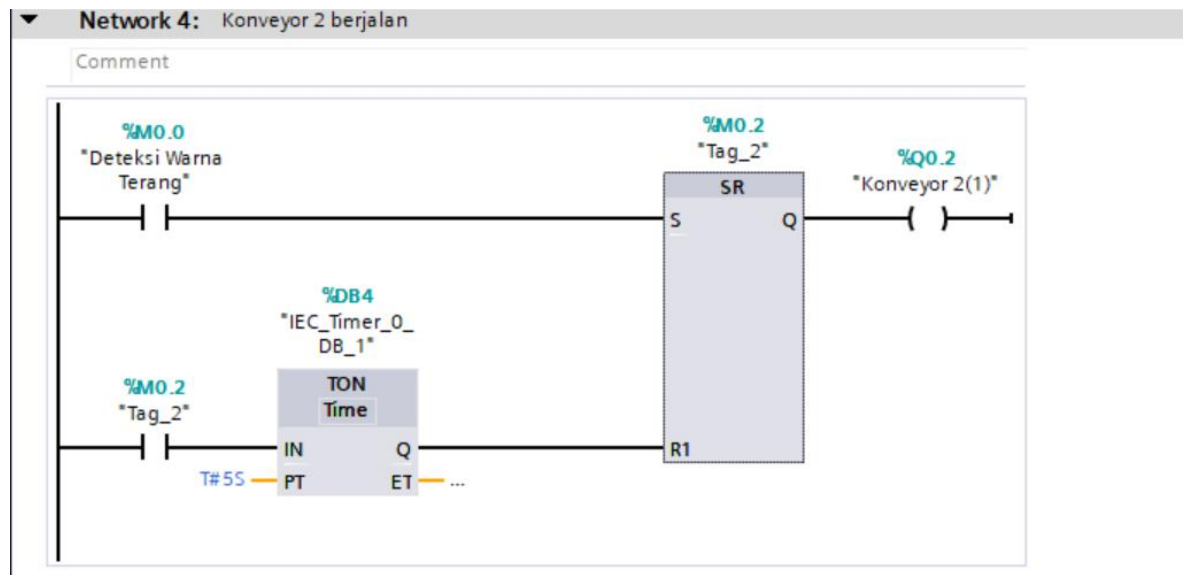 Network 4: Konveyor 2 berjalan
Comment
%M0.0
"Deteksi Warna
Terang"
%M0.2
"Tag_2"
SR
S
Q
%Q0.2
"Konveyor 2(1)"
%DB4
"IEC_Timer_0_
DB_1"
%M0.2
"Tag_2"
TON
Time
IN
Q
R1
T#5S
PT
ET
...